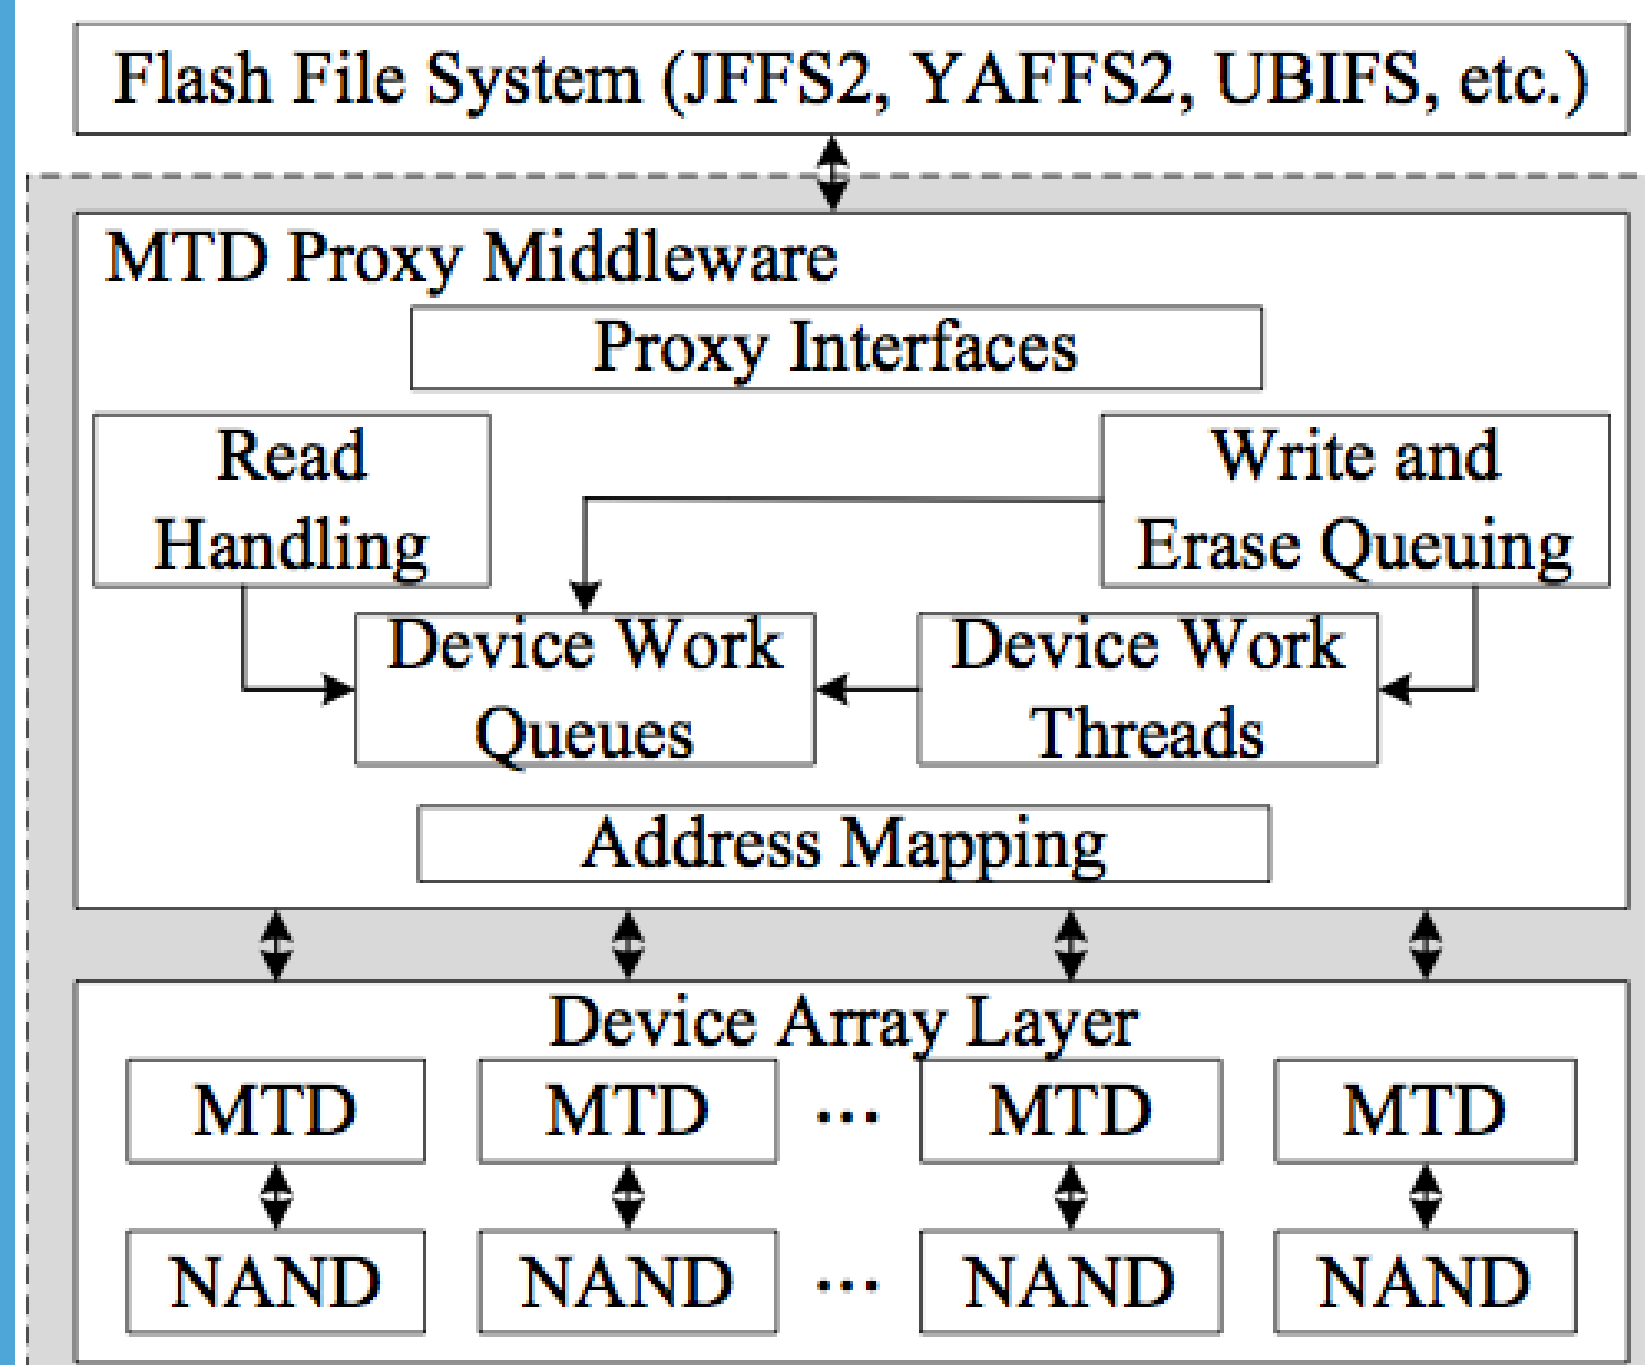 Flash File System (JFFS2, YAFFS2, UBIFS, etc.)
MTD Proxy Middleware
Proxy Interfaces
Read
Handling
Write and
Erase Queuing
Device Work
Queues
Device Work
Threads
Address Mapping
Device Array Layer
MTD MTD ... MTD MTD
NAND NAND ... NAND NAND